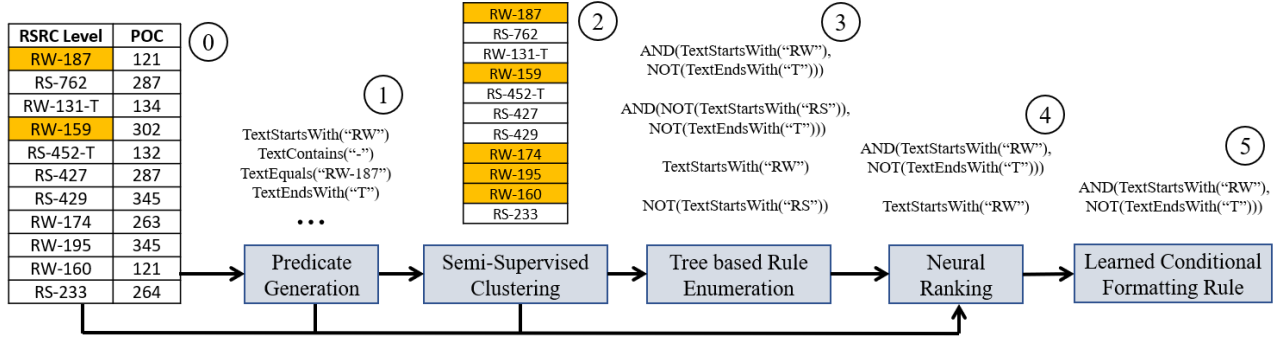 RSRC Level POC
RW-187 121
RS-762 287
RW-131-T 134
RW-159 302
RS-452-T 132
RS-427 287
RS-429 345
RW-174 263
RW-195 345
RW-160 121
RS-233 264
0
1
TextStartsWith(“RW”)
TextContains(“-”)
TextEquals(“RW-187”)
TextEndsWith(“T”)
...
Predicate
Generation
RW-187
RS-762
RW-131-T
RW-159
RS-452-T
RS-427
RS-429
RW-174
RW-195
RW-160
RS-233
2
Semi-Supervised
Clustering
3
AND(TextStartsWith(“RW”),
NOT(TextEndsWith(“T”)))
AND(NOT(TextStartsWith(“RS”)),
NOT(TextEndsWith(“T”)))
TextStartsWith(“RW”)
NOT(TextStartsWith(“RS”))
Tree based Rule
Enumeration
4
AND(TextStartsWith(“RW”),
NOT(TextEndsWith(“T”)))
TextStartsWith(“RW”)
Neural
Ranking
5
AND(TextStartsWith(“RW”),
NOT(TextEndsWith(“T”)))
Learned Conditional
Formatting Rule